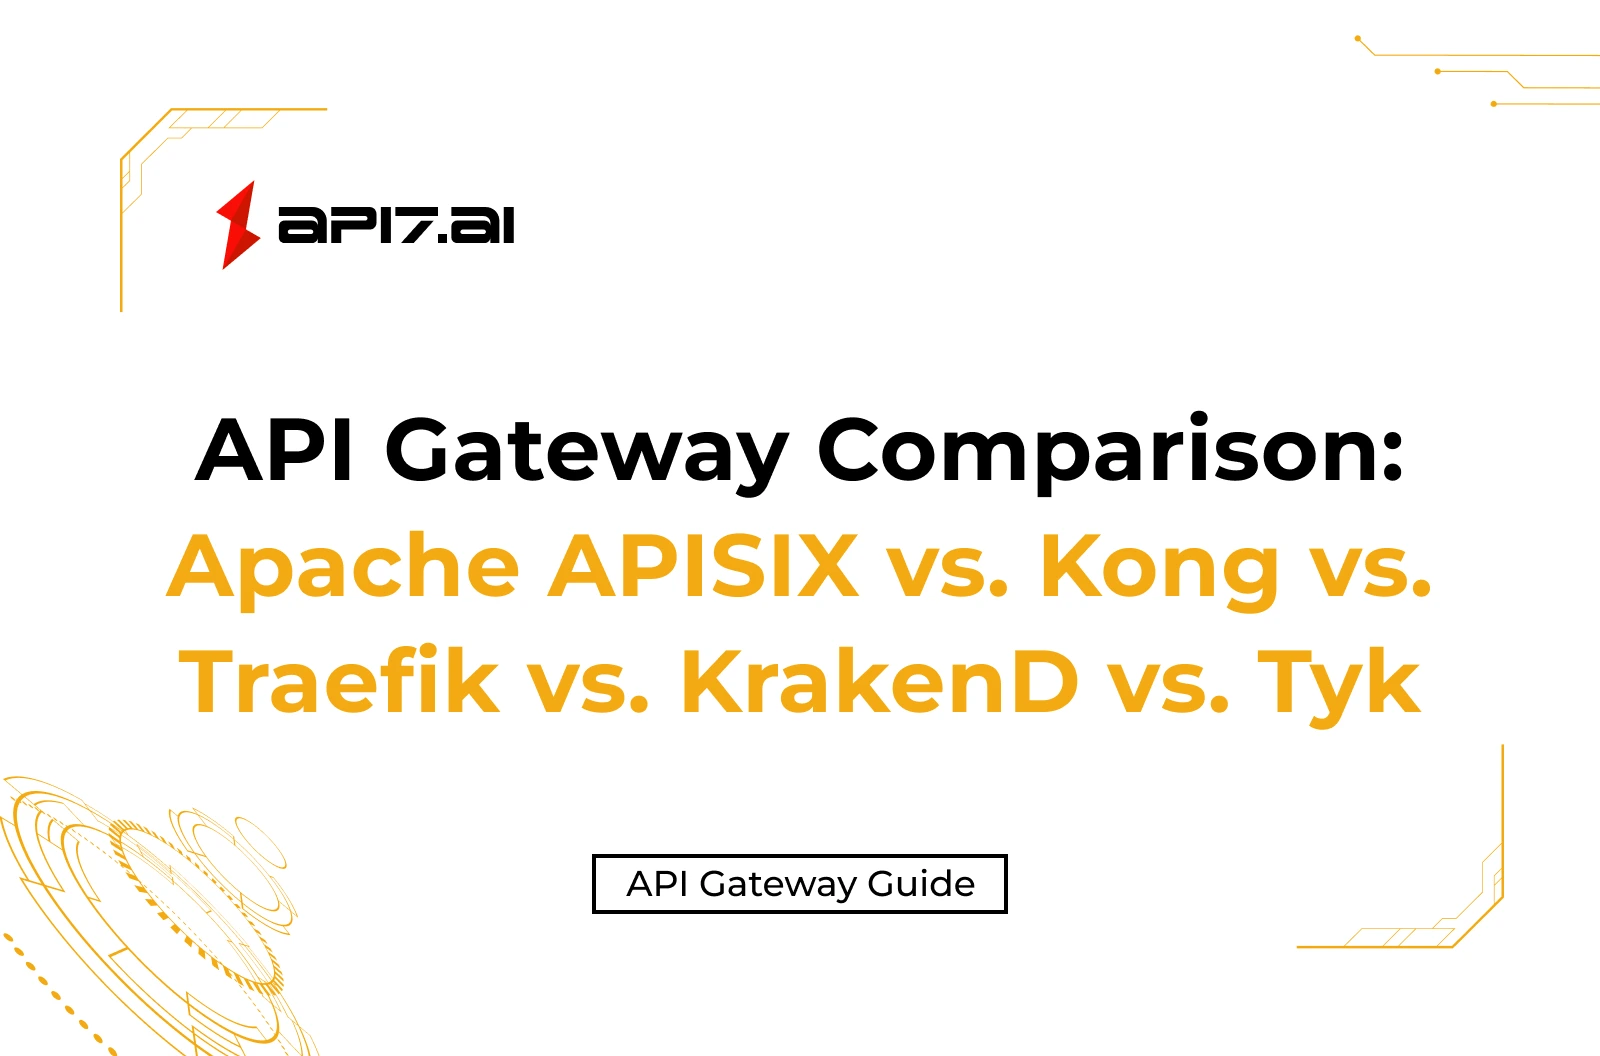 api7.ai
API Gateway Comparison:
Apache APISIX vs. Kong vs.
Traefik vs. KrakenD vs. Tyk
API Gateway Guide